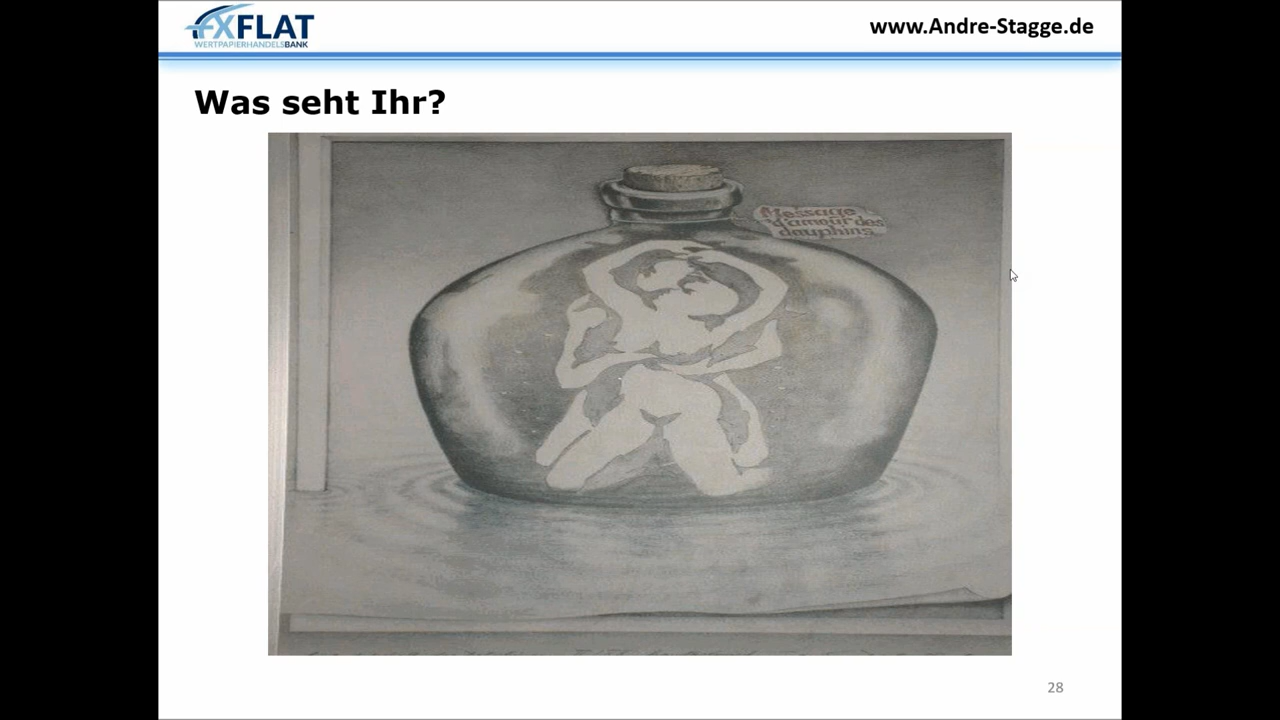 FXFLAT
WERTPAPIERHANDELSBANK
www.Andre-Stagge.de
Was seht Ihr?
Message
d'amour des
dauphins
28